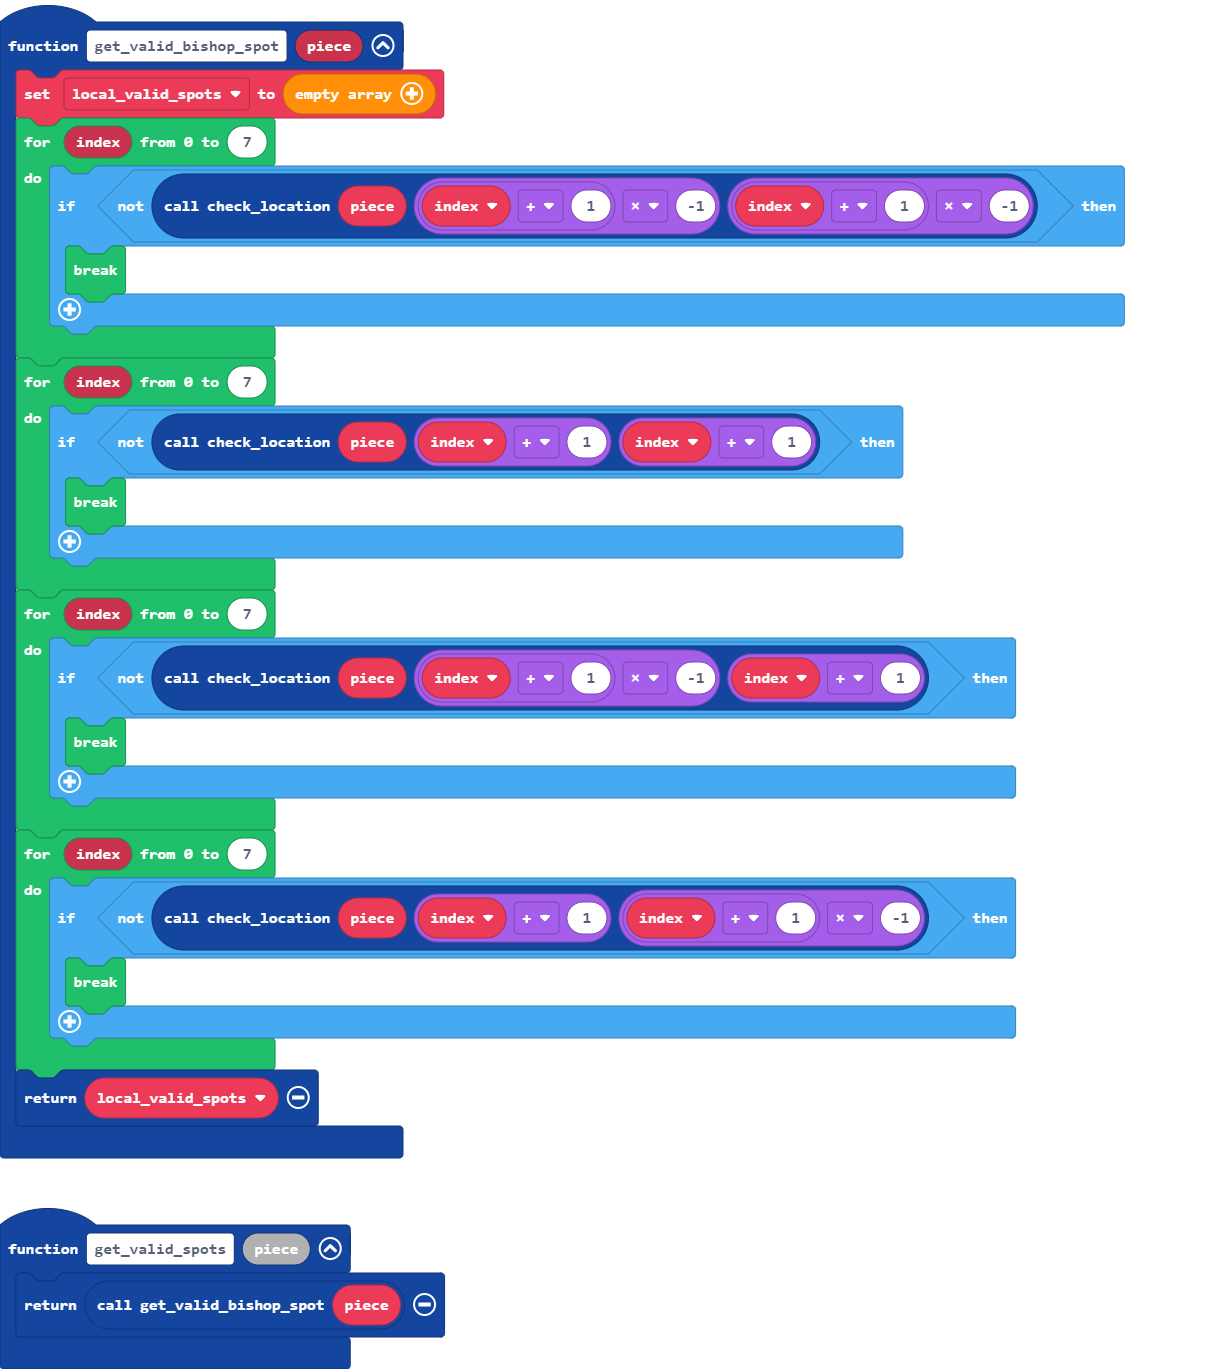 function get_valid_bishop_spot piece
set local_valid_spots to empty array
for index from 0 to 7
do
if not call check_location piece index + 1 × -1 index + 1 × -1 then
break
for index from 0 to 7
do
if not call check_location piece index + 1 index + 1 then
break
for index from 0 to 7
do
if not call check_location piece index + 1 × -1 index + 1 then
break
for index from 0 to 7
do
if not call check_location piece index + 1 index + 1 × -1 then
break
return local_valid_spots
function get_valid_spots piece
return call get_valid_bishop_spot piece